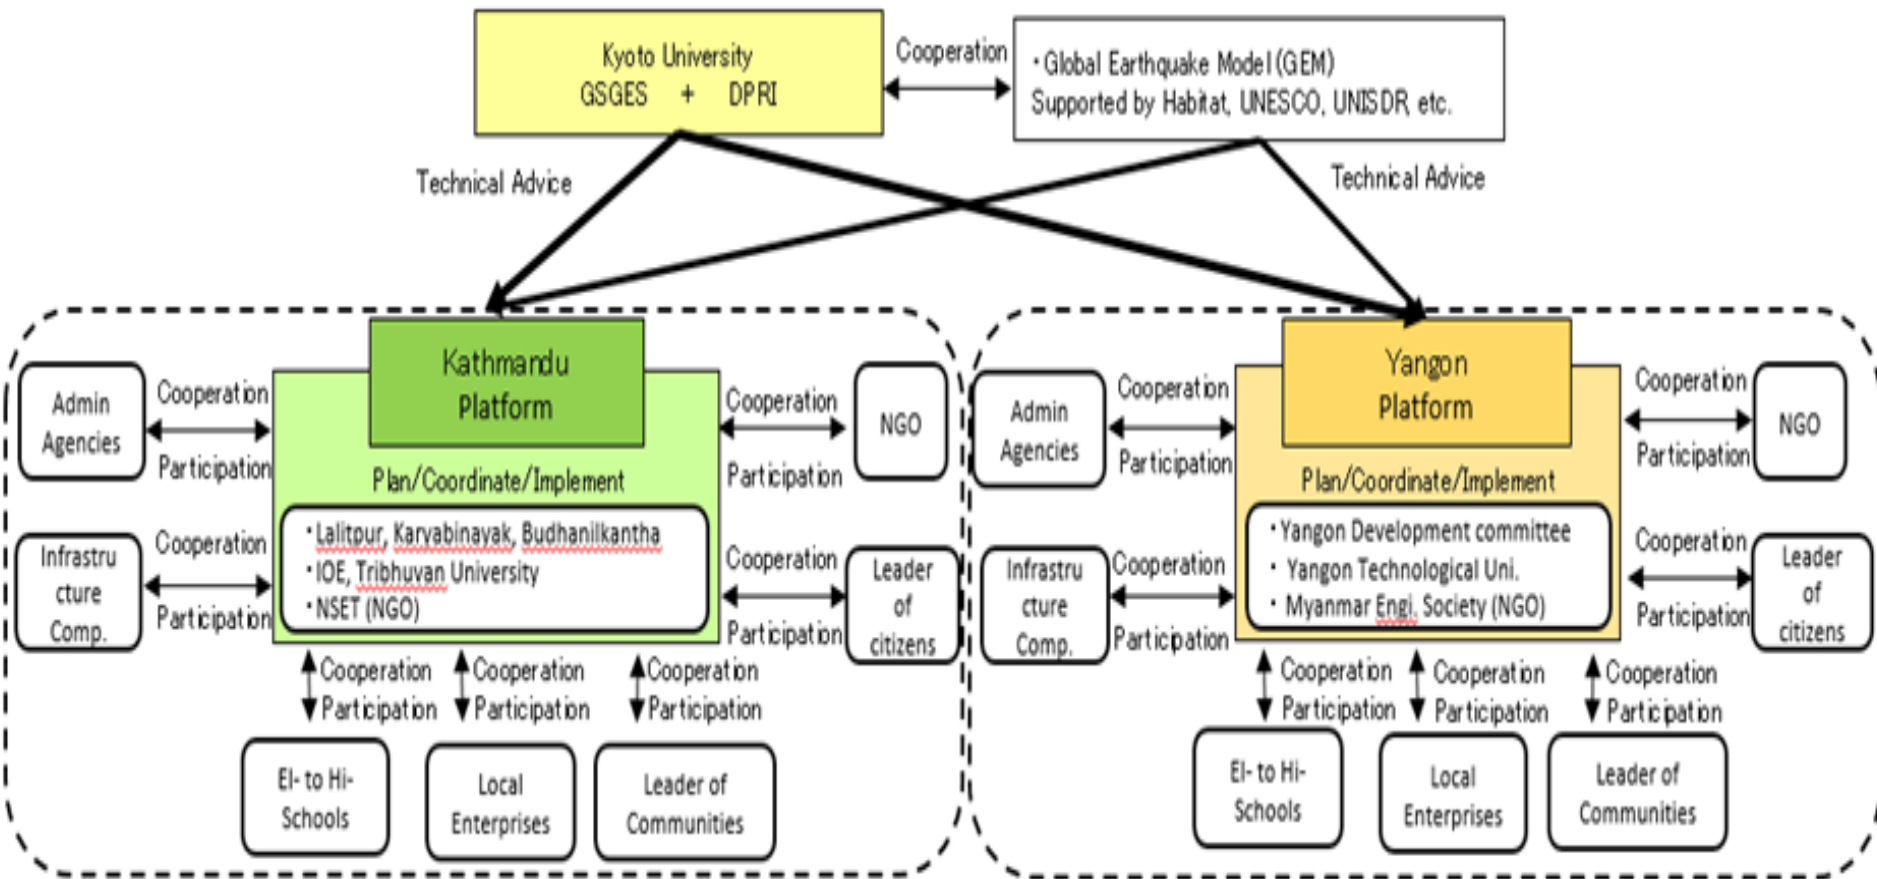 Kyoto University
GSGES + DPRI
Cooperation
・Global Earthquake Model(GEM)
Supported by Habitat, UNESCO, UNISDR, etc.
Technical Advice
Technical Advice
Kathmandu
Platform
Plan/Coordinate/Implement
・Lalitpur, Karyabinayak, Budhanilkantha
・IOE, Tribhuvan University
・NSET (NGO)
Admin
Agencies
Cooperation
Participation
Infrastru
cture
Comp.
Cooperation
Participation
Cooperation
Participation
NGO
Cooperation
Participation
Leader
of
citizens
Cooperation
Participation
Cooperation
Participation
Cooperation
Participation
El- to Hi-
Schools
Local
Enterprises
Leader of
Communities
Yangon
Platform
Plan/Coordinate/Implement
・Yangon Development committee
・ Yangon Technological Uni.
・ Myanmar Engi. Society (NGO)
Admin
Agencies
Cooperation
Participation
Infrastru
cture
Comp.
Cooperation
Participation
Cooperation
Participation
NGO
Cooperation
Participation
Leader
of
citizens
Cooperation
Participation
Cooperation
Participation
Cooperation
Participation
El- to Hi-
Schools
Local
Enterprises
Leader of
Communities